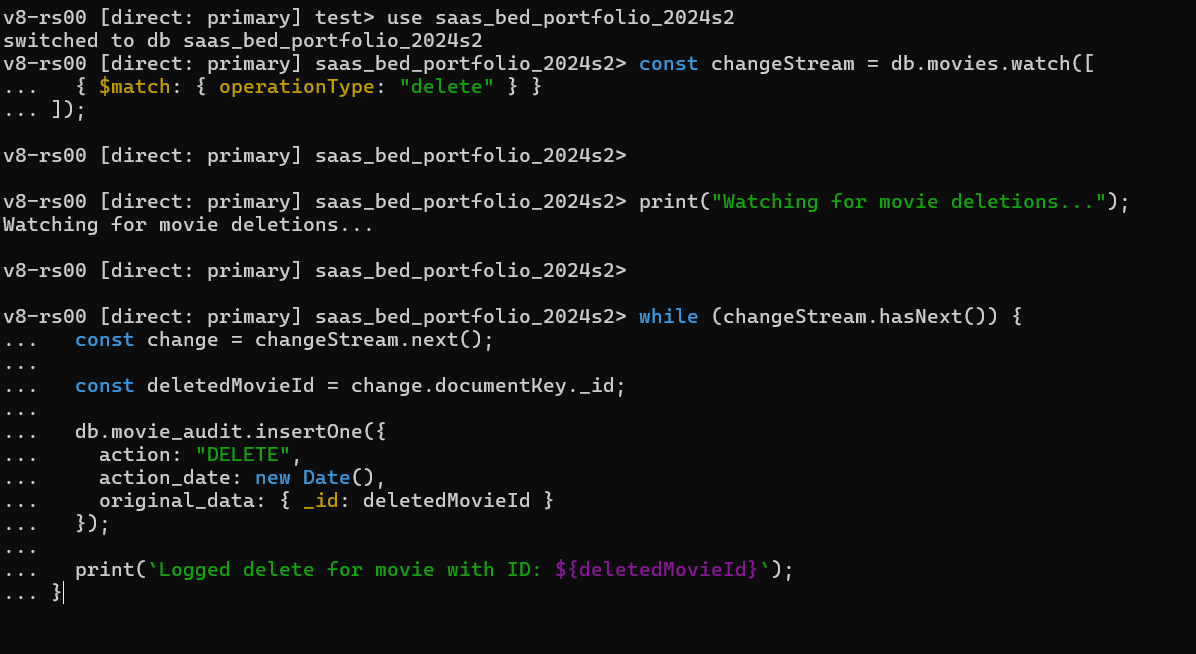 v8-rs00 [direct: primary] test> use saas_bed_portfolio_2024s2
switched to db saas_bed_portfolio_2024s2
v8-rs00 [direct: primary] saas_bed_portfolio_2024s2> const changeStream = db.movies.watch([
...   { $match: { operationType: "delete" } }
... ]);
v8-rs00 [direct: primary] saas_bed_portfolio_2024s2>
v8-rs00 [direct: primary] saas_bed_portfolio_2024s2> print("Watching for movie deletions...");
Watching for movie deletions...
v8-rs00 [direct: primary] saas_bed_portfolio_2024s2>
v8-rs00 [direct: primary] saas_bed_portfolio_2024s2> while (changeStream.hasNext()) {
...   const change = changeStream.next();
...
...   const deletedMovieId = change.documentKey._id;
...
...   db.movie_audit.insertOne({
...     action: "DELETE",
...     action_date: new Date(),
...     original_data: { _id: deletedMovieId }
...   });
...
...   print(`Logged delete for movie with ID: ${deletedMovieId}`);
... }